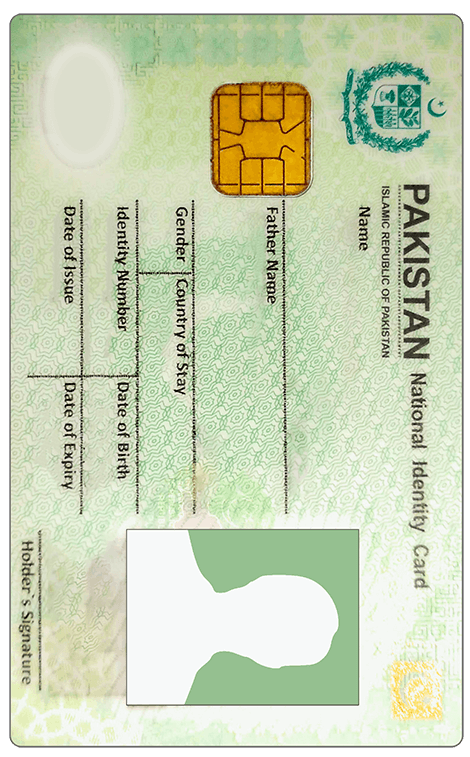 PAKISTAN National Identity Card
ISLAMIC REPUBLIC OF PAKISTAN
Name
Father Name
Gender Country of Stay
Identity Number Date of Birth
Date of Issue Date of Expiry
Holder`s Signature